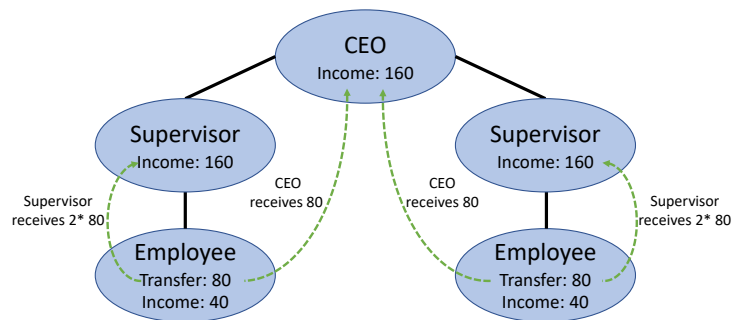 CEO
Income: 160
Supervisor
Income: 160
Supervisor
Income: 160
Supervisor
receives 2* 80
CEO
receives 80
CEO
receives 80
Supervisor
receives 2* 80
Employee
Transfer: 80
Income: 40
Employee
Transfer: 80
Income: 40